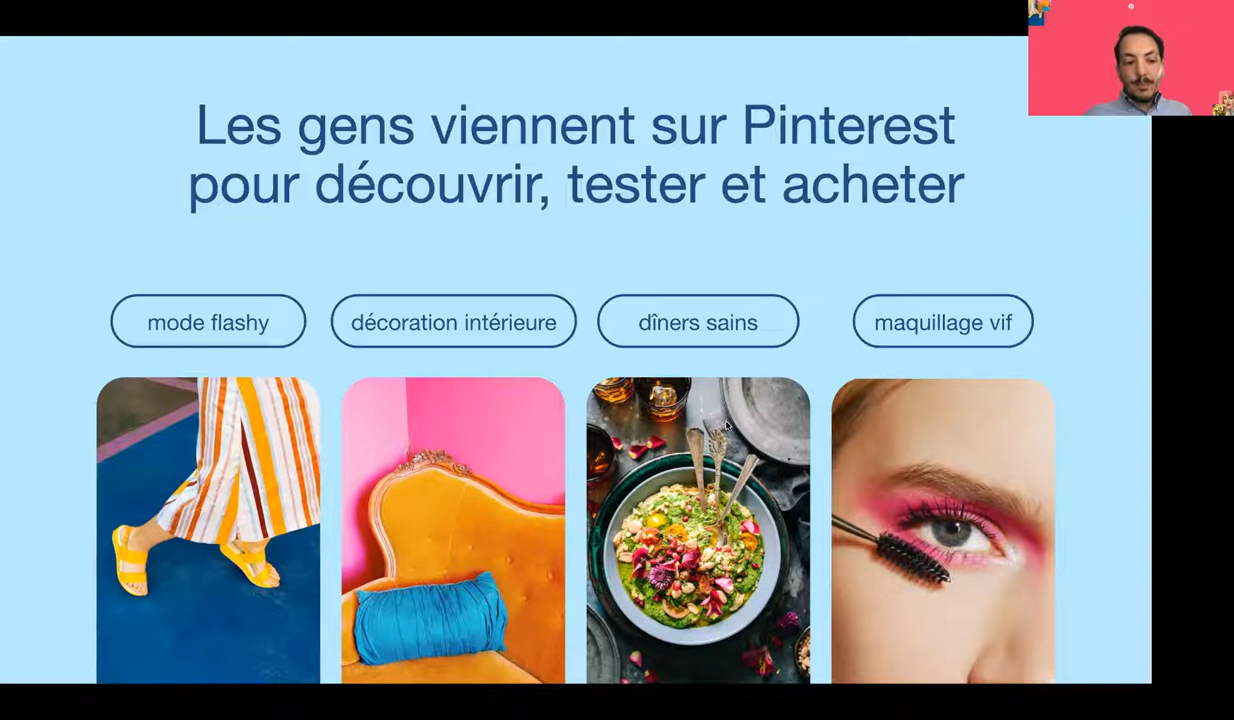 Les gens viennent sur Pinterest
pour découvrir, tester et acheter
mode flashy
décoration intérieure
dîners sains
maquillage vif